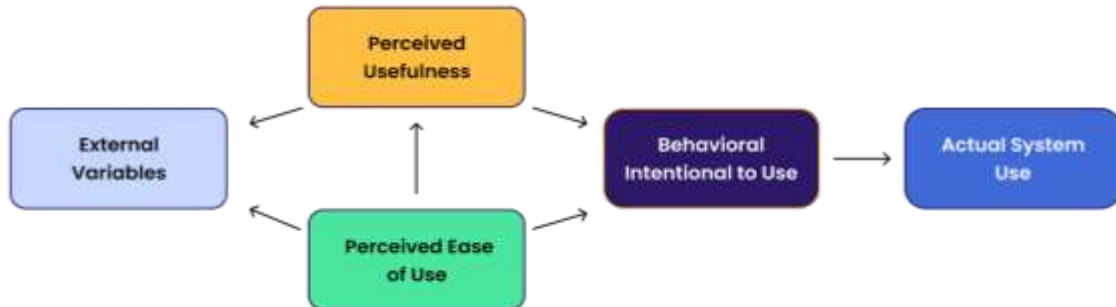 Perceived
Usefulness
External
Variables
Behavioral
Intentional to Use
Actual System
Use
Perceived Ease
of Use